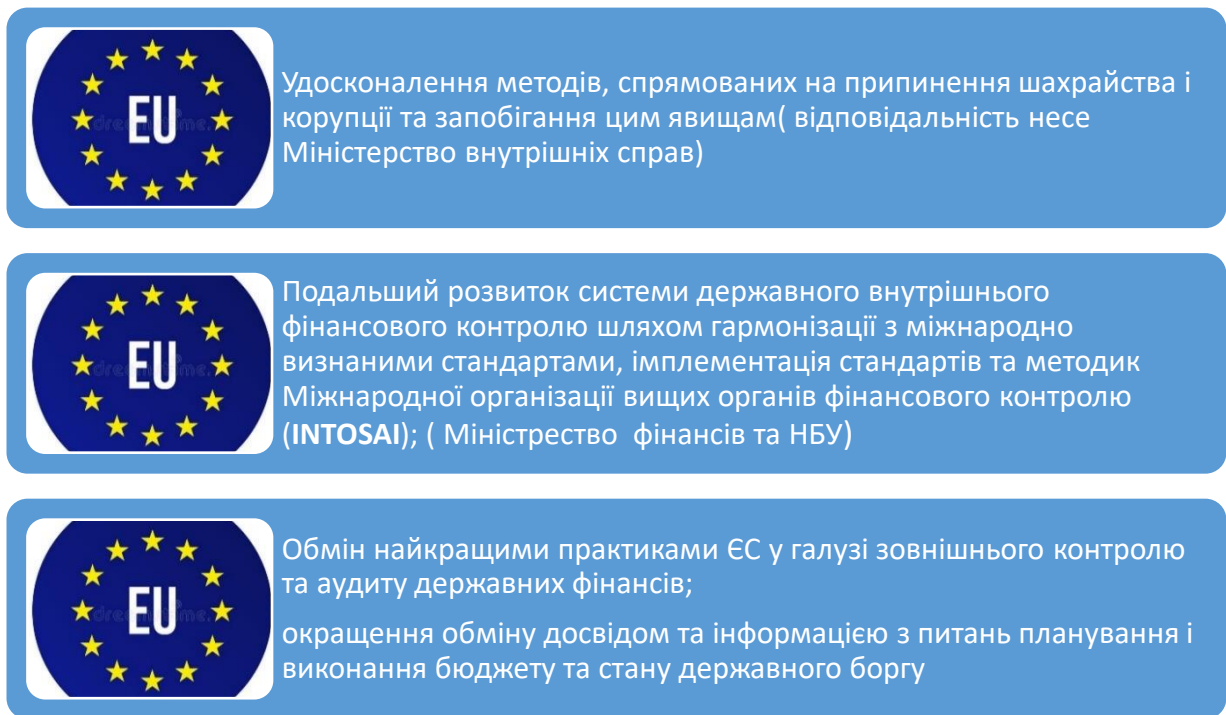 EU
Удосконалення методів, спрямованих на припинення шахрайства і
корупції та запобігання цим явищам( відповідальність несе
Міністерство внутрішніх справ)
EU
Подальший розвиток системи державного внутрішнього
фінансового контролю шляхом гармонізації з міжнародно
визнаними стандартами, імплементація стандартів та методик
Міжнародної організації вищих органів фінансового контролю
(INTOSAI); ( Міністрество  фінансів та НБУ)
EU
Обмін найкращими практиками ЄС у галузі зовнішнього контролю
та аудиту державних фінансів;
окращення обміну досвідом та інформацією з питань планування і
виконання бюджету та стану державного боргу